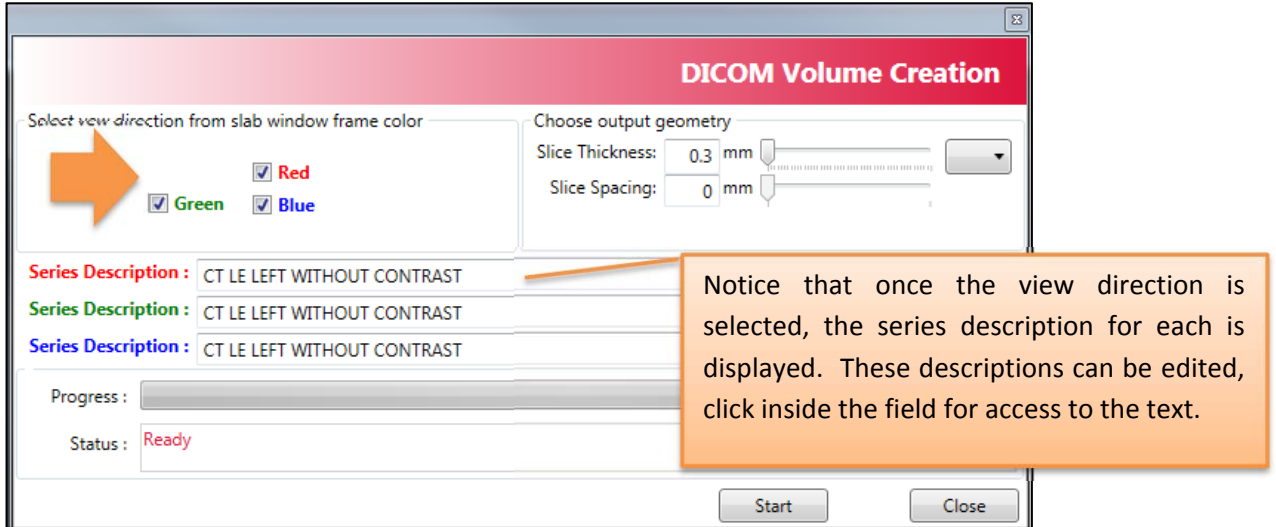 DICOM Volume Creation
Select vew direction from slab window frame color
Red
Green
Blue
Choose output geometry
Slice Thickness: 0.3 mm
Slice Spacing: 0 mm
Series Description : CT LE LEFT WITHOUT CONTRAST
Series Description : CT LE LEFT WITHOUT CONTRAST
Series Description : CT LE LEFT WITHOUT CONTRAST
Progress :
Status : Ready
Start Close
Notice that once the view direction is
selected, the series description for each is
displayed. These descriptions can be edited,
click inside the field for access to the text.